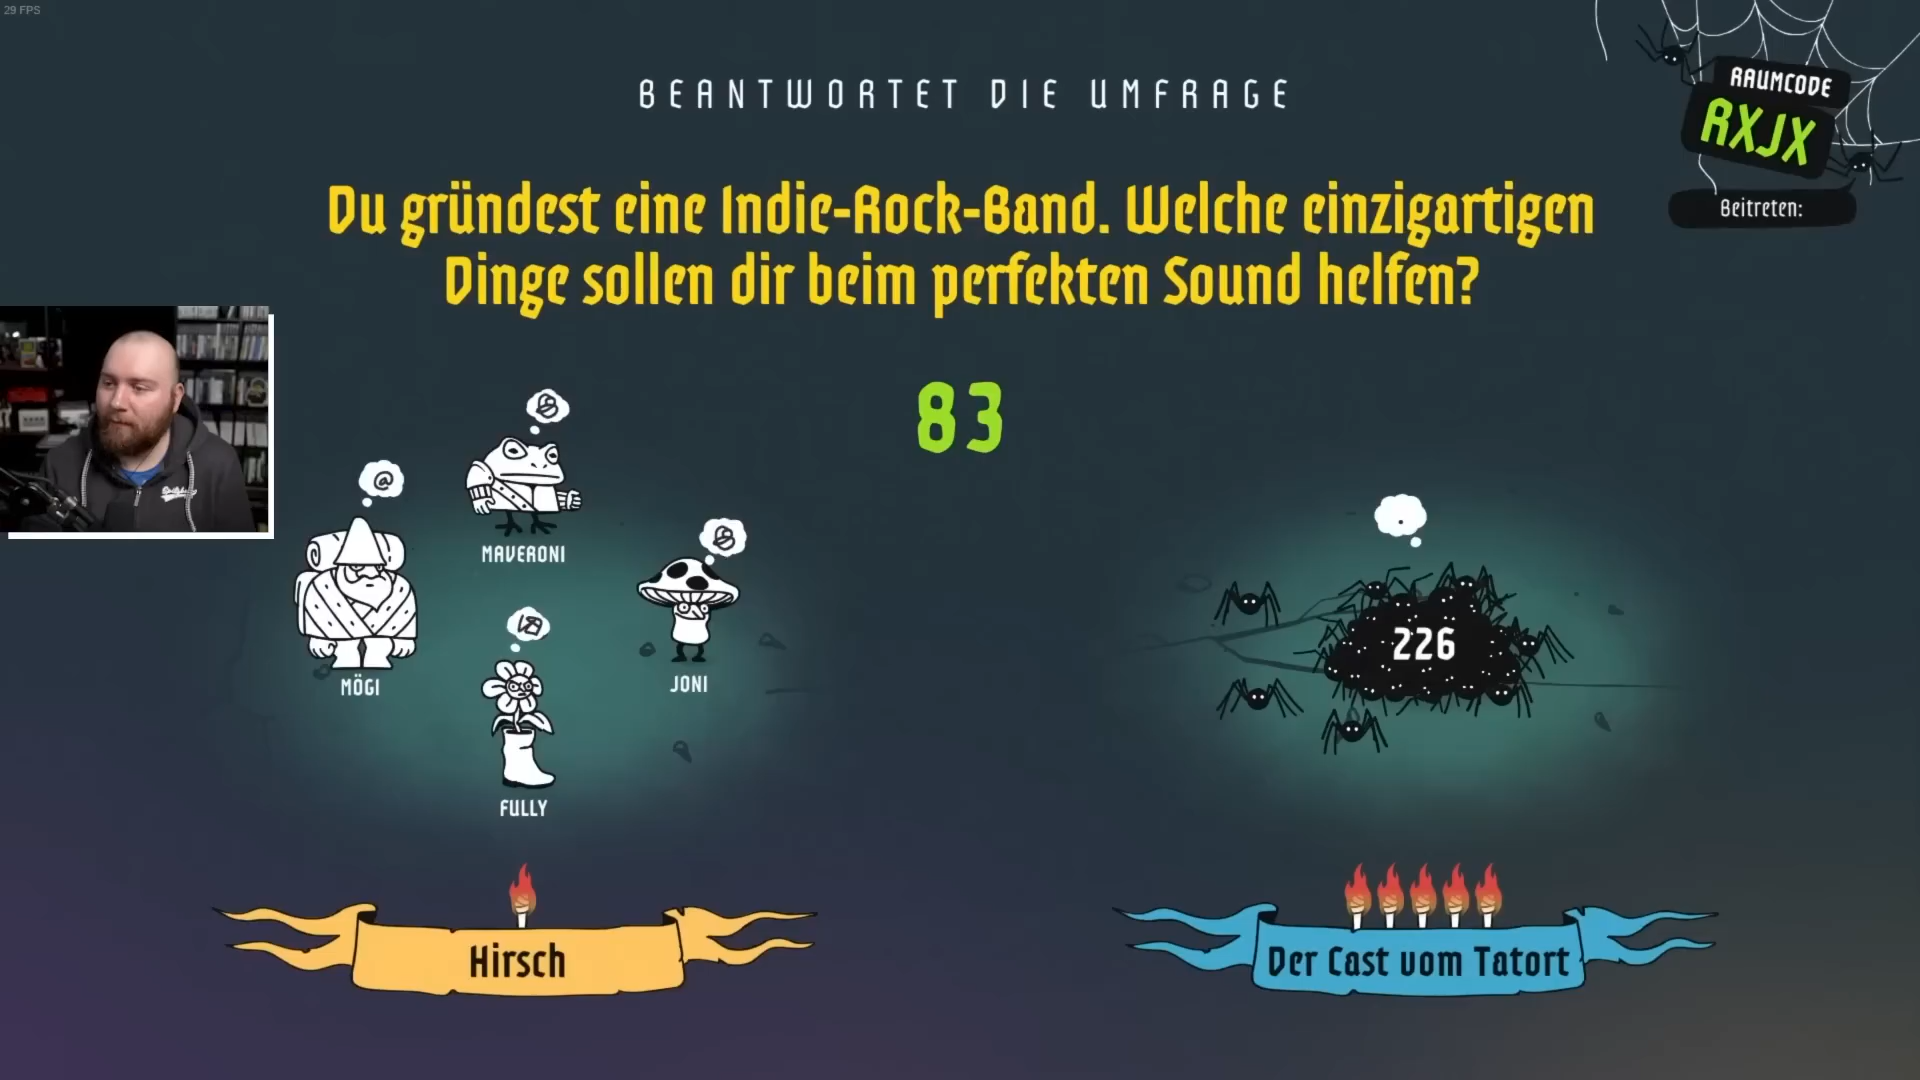 29 FPS
BEANTWORTET DIE UMFRAGE
RAUMCODE
RXJX
Beitreten:
Du gründest eine Indie-Rock-Band. Welche einzigartigen
Dinge sollen dir beim perfekten Sound helfen?
83
@
MAVERONI
MÖGI
JONI
FULLY
226
Hirsch
Der Cast vom Tatort